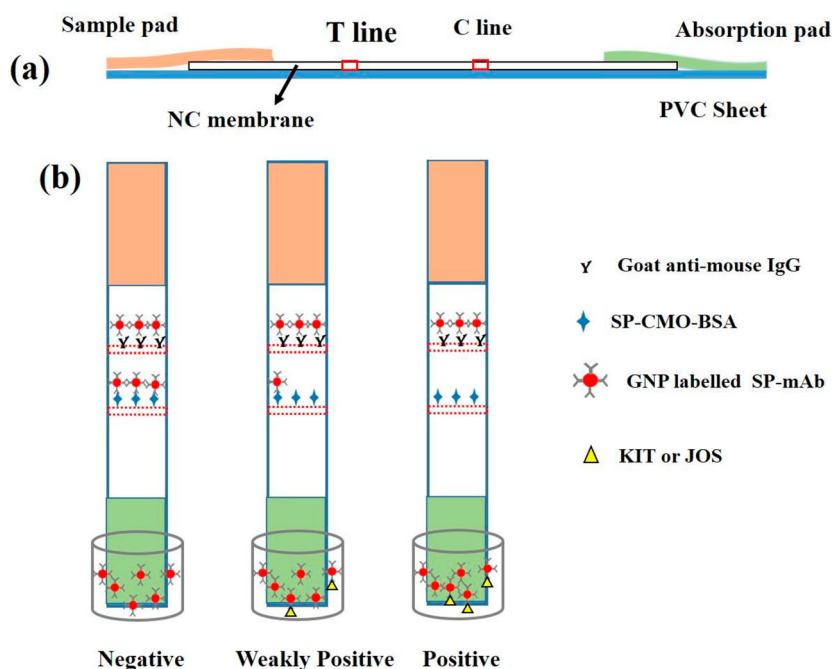 Sample pad
T line
C line
Absorption pad
(a)
NC membrane
PVC Sheet
(b)
Goat anti-mouse IgG
SP-CMO-BSA
GNP labelled SP-mAb
KIT or JOS
Negative
Weakly Positive
Positive